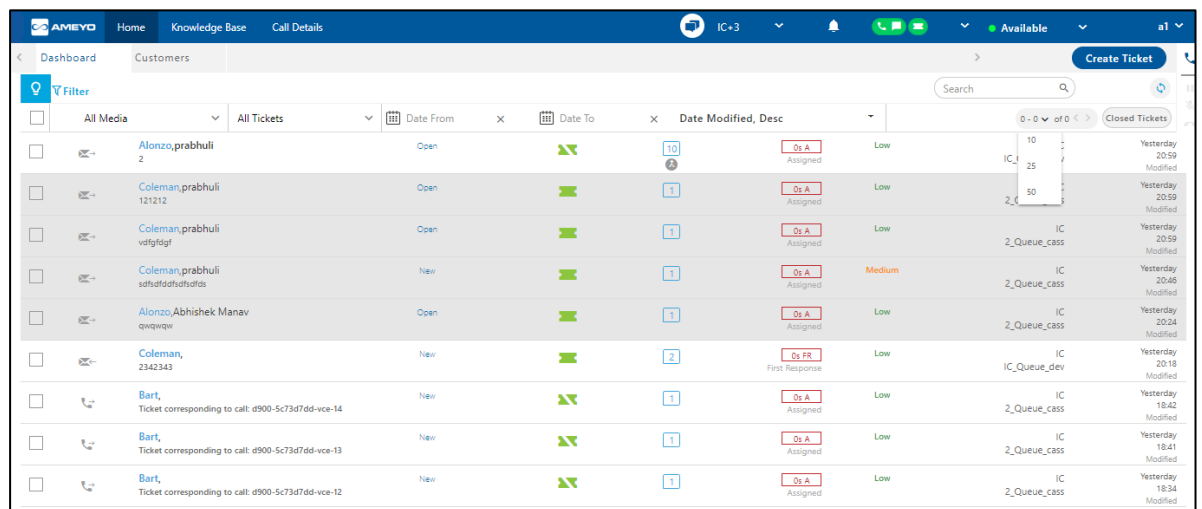 AMEYO Home Knowledge Base Call Details IC+3 Available a1
Dashboard Customers Create Ticket
Filter Search
All Media All Tickets Date From × Date To × Date Modified, Desc 0 - 0 of 0 < > Closed Tickets
10
25
50
Alonzo,prabhuli Open 10 0s A Low Yesterday
2 Assigned 20:59
Modified
Coleman,prabhuli Open 1 0s A Low Yesterday
121212 Assigned 20:59
Modified
Coleman,prabhuli Open 1 0s A Low IC Yesterday
vdfgfdgf Assigned 2_Queue_cass 20:59
Modified
Coleman,prabhuli New 1 0s A Medium IC Yesterday
sdfsdfddfsdfsdfds Assigned 2_Queue_cass 20:46
Modified
Alonzo,Abhishek Manav Open 1 0s A Low IC Yesterday
qwqwqw Assigned 2_Queue_cass 20:24
Modified
Coleman, New 2 0s FR Low IC Yesterday
2342343 First Response IC_Queue_dev 20:18
Modified
Bart, New 1 0s A Low IC Yesterday
Ticket corresponding to call: d900-5c73d7dd-vce-14 Assigned 2_Queue_cass 18:42
Modified
Bart, New 1 0s A Low IC Yesterday
Ticket corresponding to call: d900-5c73d7dd-vce-13 Assigned 2_Queue_cass 18:41
Modified
Bart, New 1 0s A Low IC Yesterday
Ticket corresponding to call: d900-5c73d7dd-vce-12 Assigned 2_Queue_cass 18:34
Modified